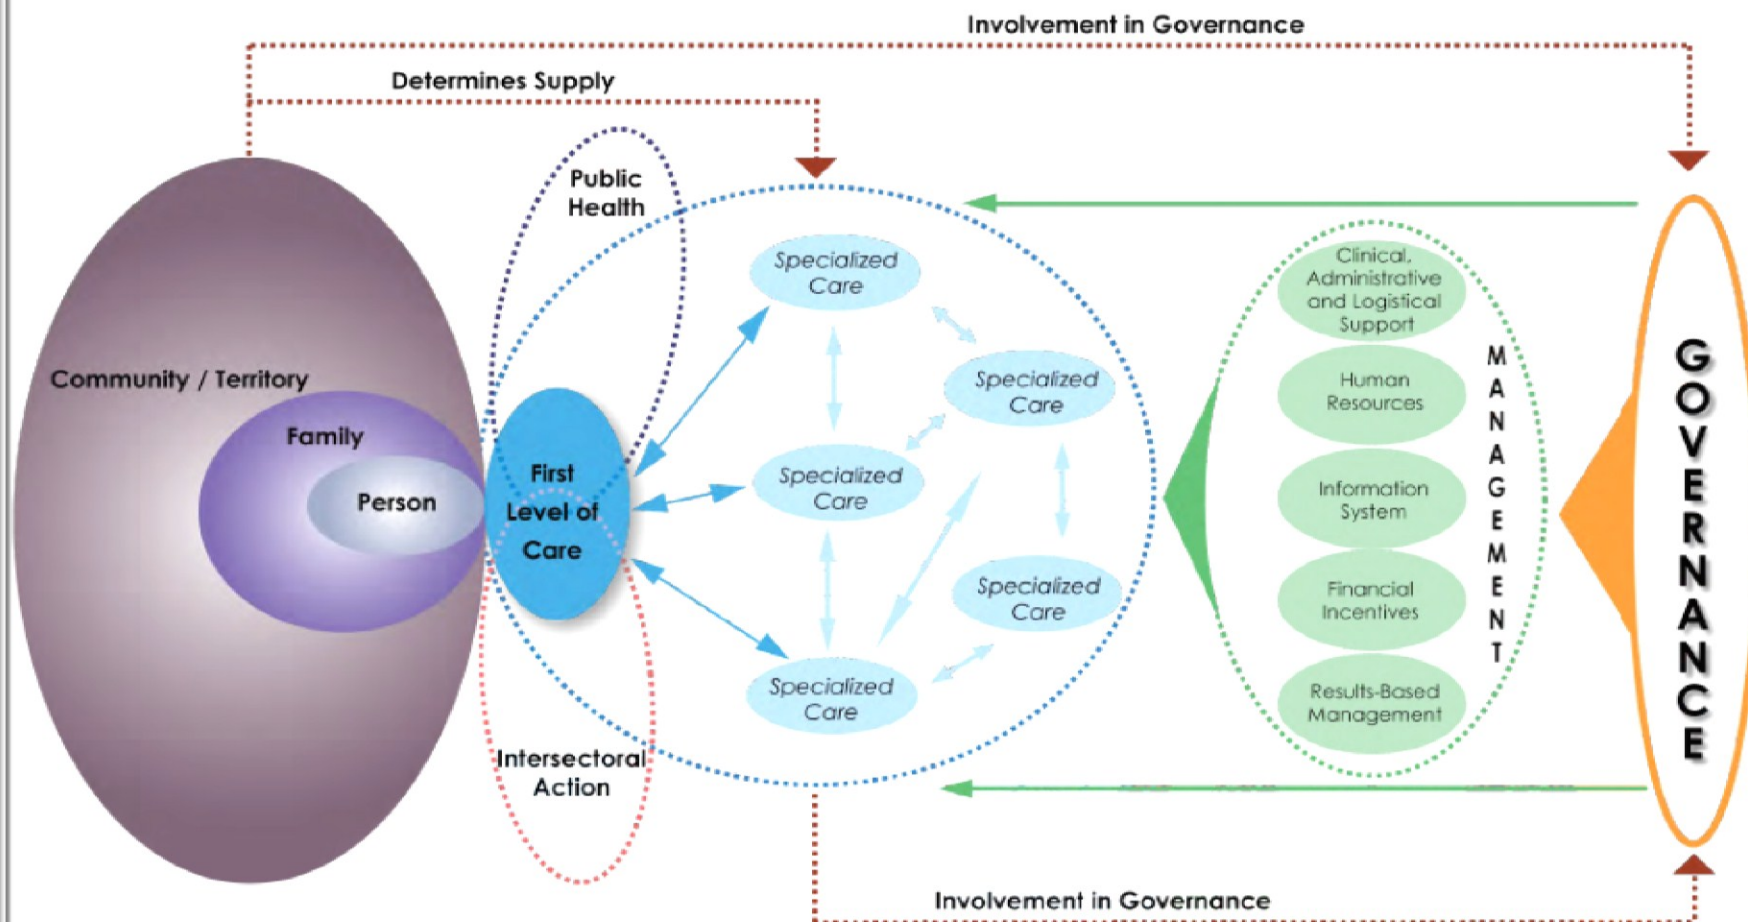 Involvement in Governance
Determines Supply
Public
Health
Community / Territory
Family
Person
First
Level of
Care
Intersectoral
Action
Specialized
Care
Specialized
Care
Specialized
Care
Specialized
Care
Specialized
Care
Clinical,
Administrative
and Logistical
Support
Human
Resources
Information
System
Financial
Incentives
Results-Based
Management
MANAGEMENT
GOVERNANCE
Involvement in Governance